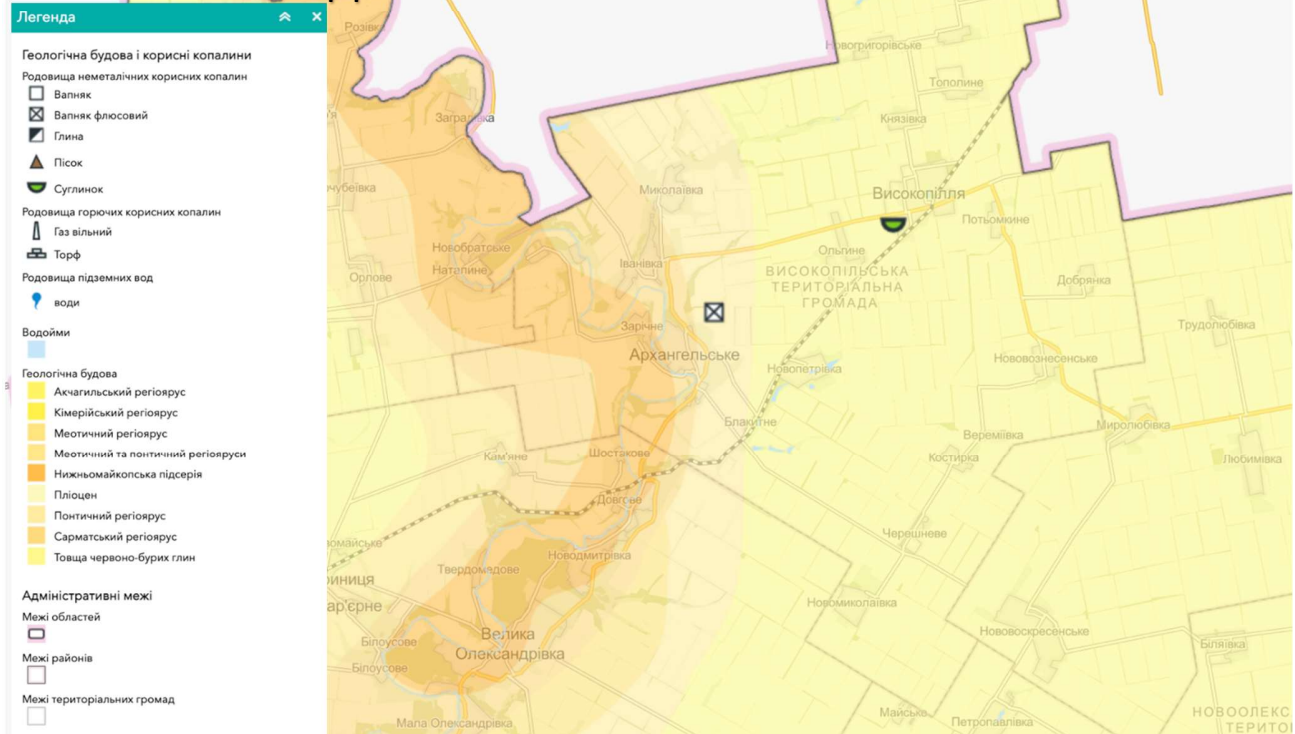 Легенда
Геологічна будова і корисні копалини
Родовища неметалічних корисних копалин
Вапняк
Вапняк флюсовий
Глина
Пісок
Суглинок
Родовища горючих корисних копалин
Газ вільний
Торф
Родовища підземних вод
води
Водойми
Геологічна будова
Акчагильський регіоярус
Кімерійський регіоярус
Меотичний регіоярус
Меотичний та понтичний регіояруси
Нижньомайкопська підсерія
Пліоцен
Понтичний регіоярус
Сарматський регіоярус
Товща червоно-бурих глин
Адміністративні межі
Межі областей
Межі районів
Межі територіальних громад
Розівка
Новогригорівське
Тополине
Заградівка
Князівка
Миколаївка
Високопілля
Потьомкине
Новобратське
Ольгине
Іванівка
Наталине
Орлове
ВИСОКОПІЛЬСЬКА
ТЕРИТОРІАЛЬНА
ГРОМАДА
Добрянка
Зарічне
Трудолюбівка
Архангельське
Нововознесенське
Новопетрівка
Блакитне
Миролюбівка
Вереміївка
Кам'яне
Шостакове
Костирка
Любимівка
Довгове
Черешневе
Новодмитрівка
Твердомедове
Новомиколаївка
Велика
Олександрівка
Нововоскресенське
Білоусове
Біляївка
Білоусове
Майське
Петропавлівка
Мала Олександрівка